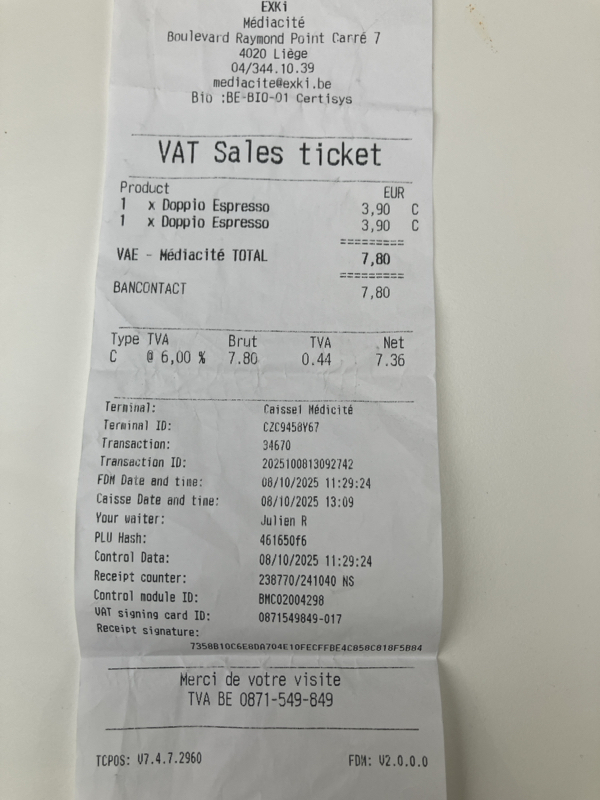 EXKi
Médiacité
Boulevard Raymond Point Carré 7
4020 Liège
04/344.10.39
mediacite@exki.be
Bio :BE-BIO-01 Certisys
VAT Sales ticket
Product EUR
1 x Doppio Espresso 3,90 C
1 x Doppio Espresso 3,90 C
=========
VAE - Médiacité TOTAL 7,80
=========
BANCONTACT 7,80
Type TVA Brut TVA Net
C @ 6,00 % 7.80 0.44 7.36
Terminal: Caisse1 Médicité
Terminal ID: CZC9458Y67
Transaction: 34670
Transaction ID: 2025100813092742
FDM Date and time: 08/10/2025 11:29:24
Caisse Date and time: 08/10/2025 13:09
Your waiter: Julien R
PLU Hash: 461650f6
Control Data: 08/10/2025 11:29:24
Receipt counter: 238770/241040 NS
Control module ID: BMC02004298
VAT signing card ID: 0871549849-017
Receipt signature:
7358B10C6E8DA704E10FECFFBE4C858C818F5B84
Merci de votre visite
TVA BE 0871-549-849
TCPOS: V7.4.7.2960 FDM: V2.0.0.0